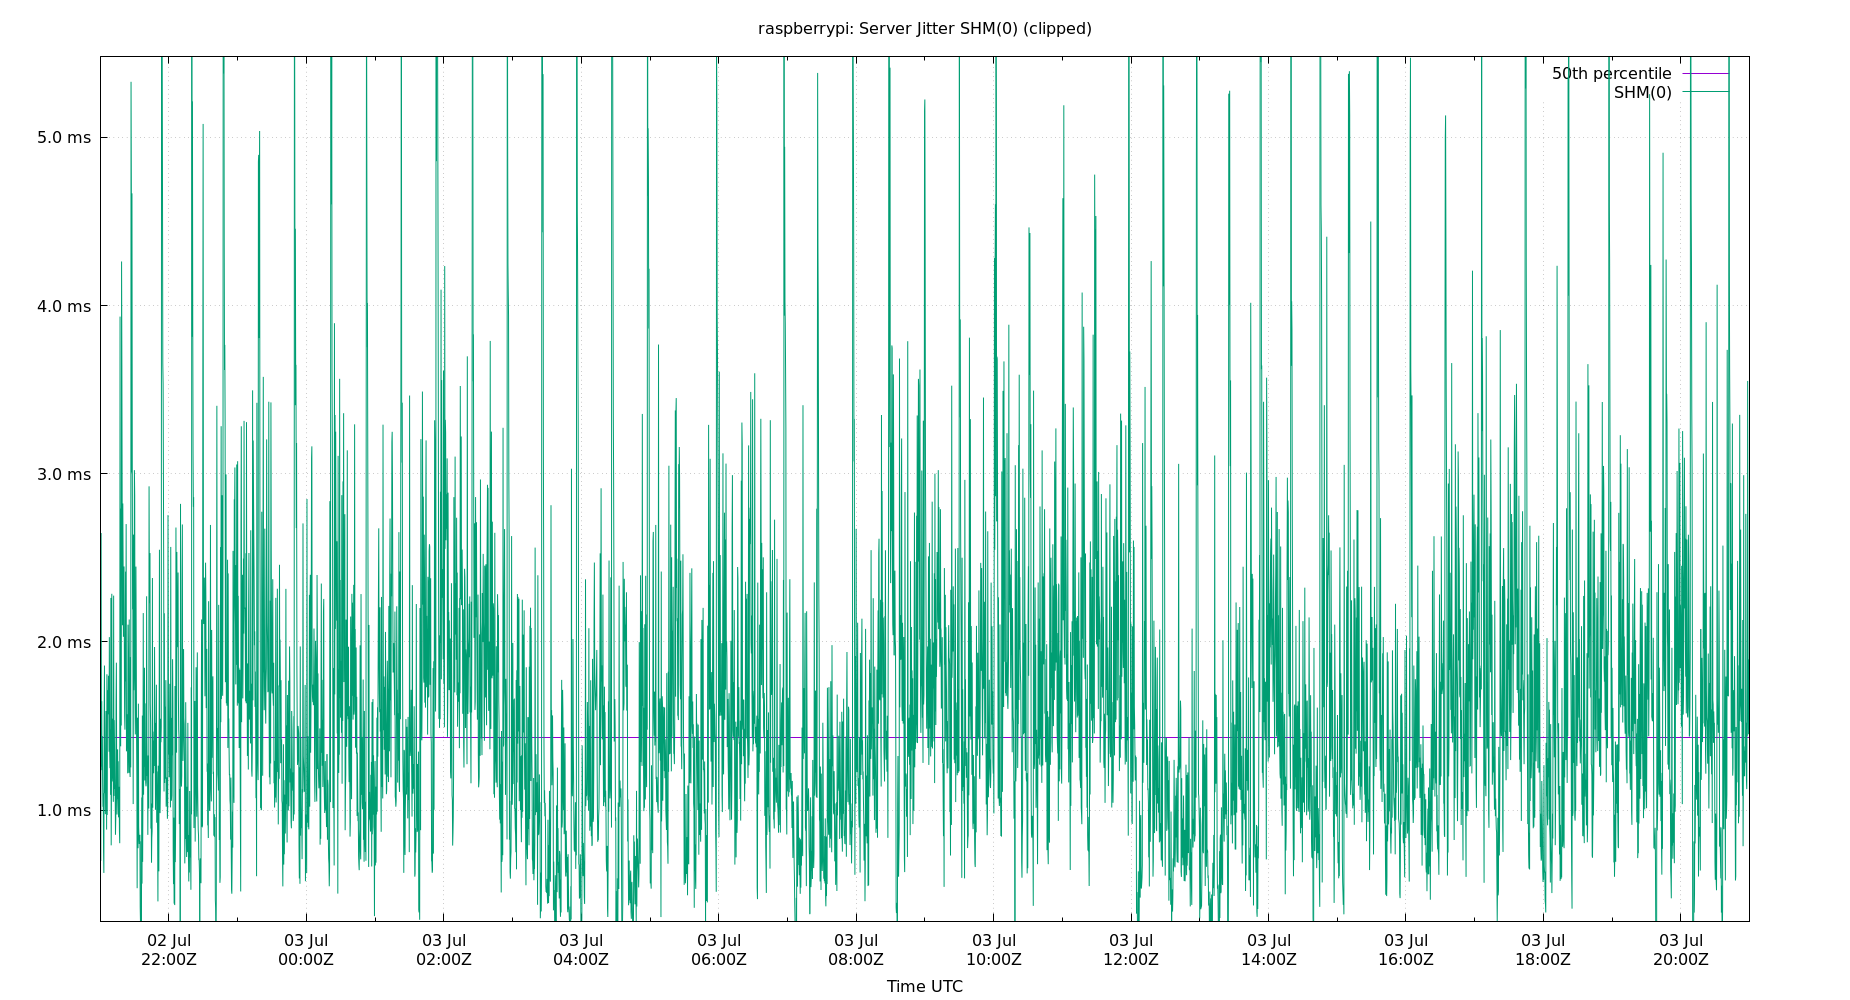 raspberrypi: Server Jitter SHM(0) (clipped)
50th percentile
SHM(0)
5.0 ms
4.0 ms
3.0 ms
2.0 ms
1.0 ms
02 Jul 03 Jul 03 Jul 03 Jul 03 Jul 03 Jul 03 Jul 03 Jul 03 Jul 03 Jul 03 Jul 03 Jul
22:00Z 00:00Z 02:00Z 04:00Z 06:00Z 08:00Z 10:00Z 12:00Z 14:00Z 16:00Z 18:00Z 20:00Z
Time UTC